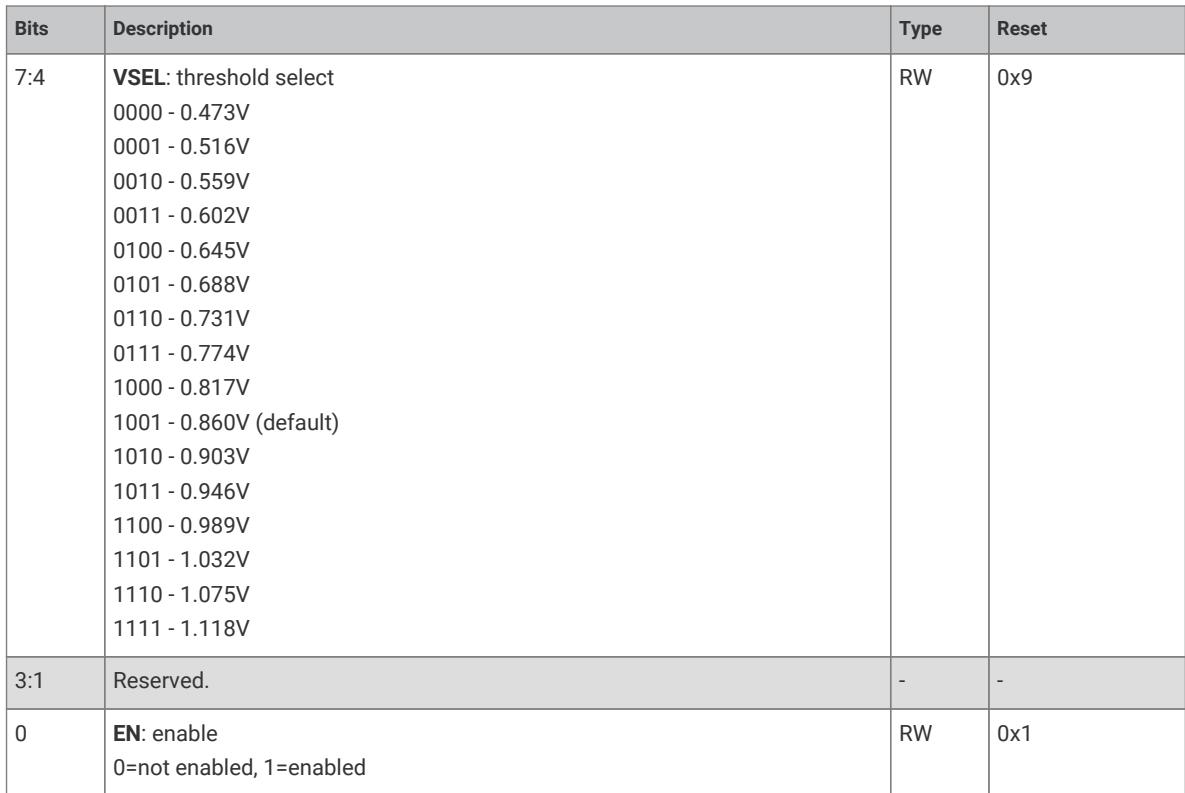 Bits Description Type Reset
7:4 VSEL: threshold select RW 0x9
0000 - 0.473V
0001 - 0.516V
0010 - 0.559V
0011 - 0.602V
0100 - 0.645V
0101 - 0.688V
0110 - 0.731V
0111 - 0.774V
1000 - 0.817V
1001 - 0.860V (default)
1010 - 0.903V
1011 - 0.946V
1100 - 0.989V
1101 - 1.032V
1110 - 1.075V
1111 - 1.118V
3:1 Reserved. - -
0 EN: enable RW 0x1
0=not enabled, 1=enabled